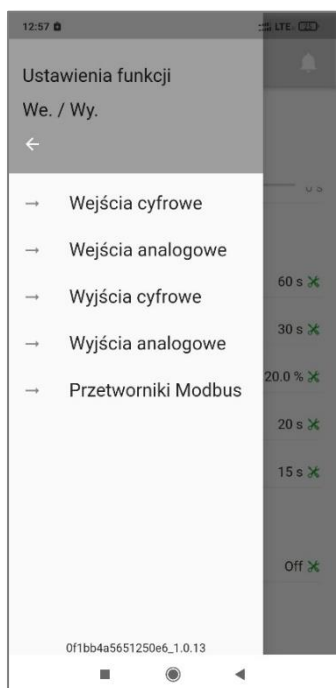 12:57
LTE
Ustawienia funkcji
We. / Wy.
Wejścia cyfrowe
Wejścia analogowe
Wyjścia cyfrowe
Wyjścia analogowe
Przetworniki Modbus
60 s
30 s
20.0 %
20 s
15 s
Off
0f1bb4a5651250e6_1.0.13